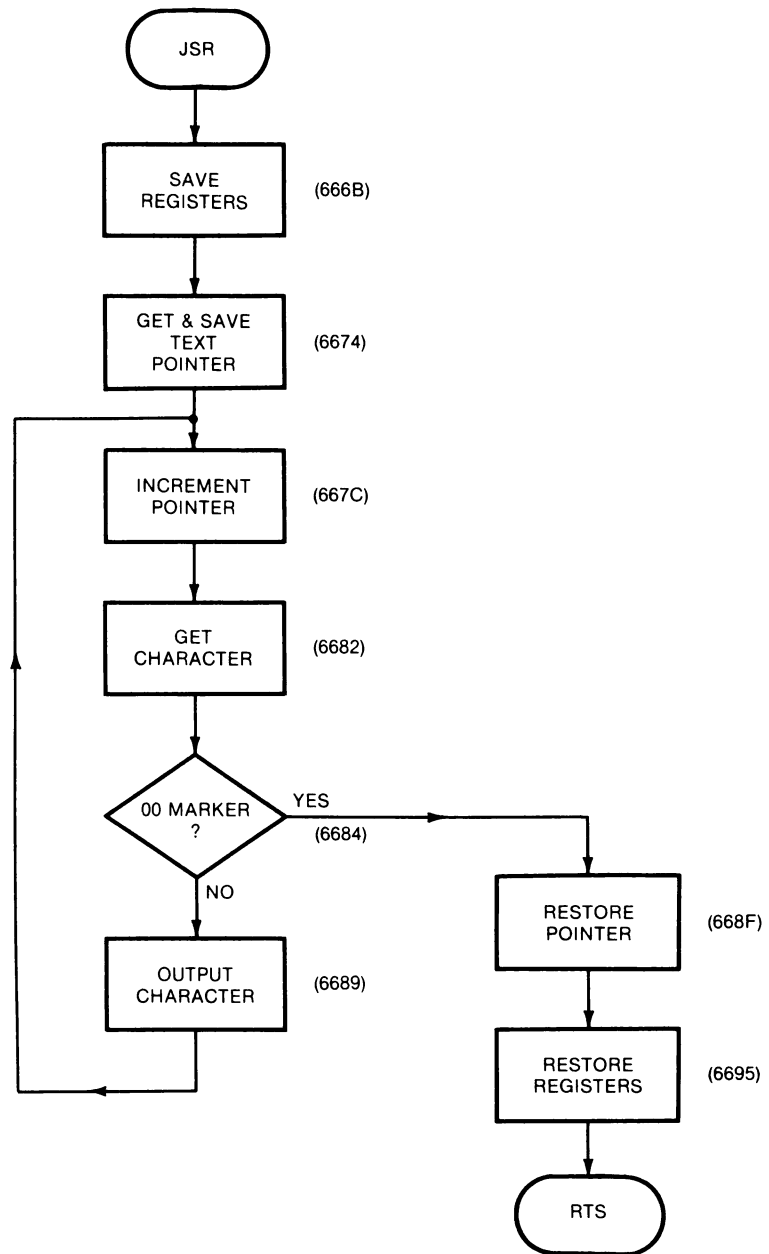 JSR
SAVE
REGISTERS
(666B)
GET & SAVE
TEXT
POINTER
(6674)
INCREMENT
POINTER
(667C)
GET
CHARACTER
(6682)
00 MARKER
?
YES
(6684)
NO
OUTPUT
CHARACTER
(6689)
RESTORE
POINTER
(668F)
RESTORE
REGISTERS
(6695)
RTS